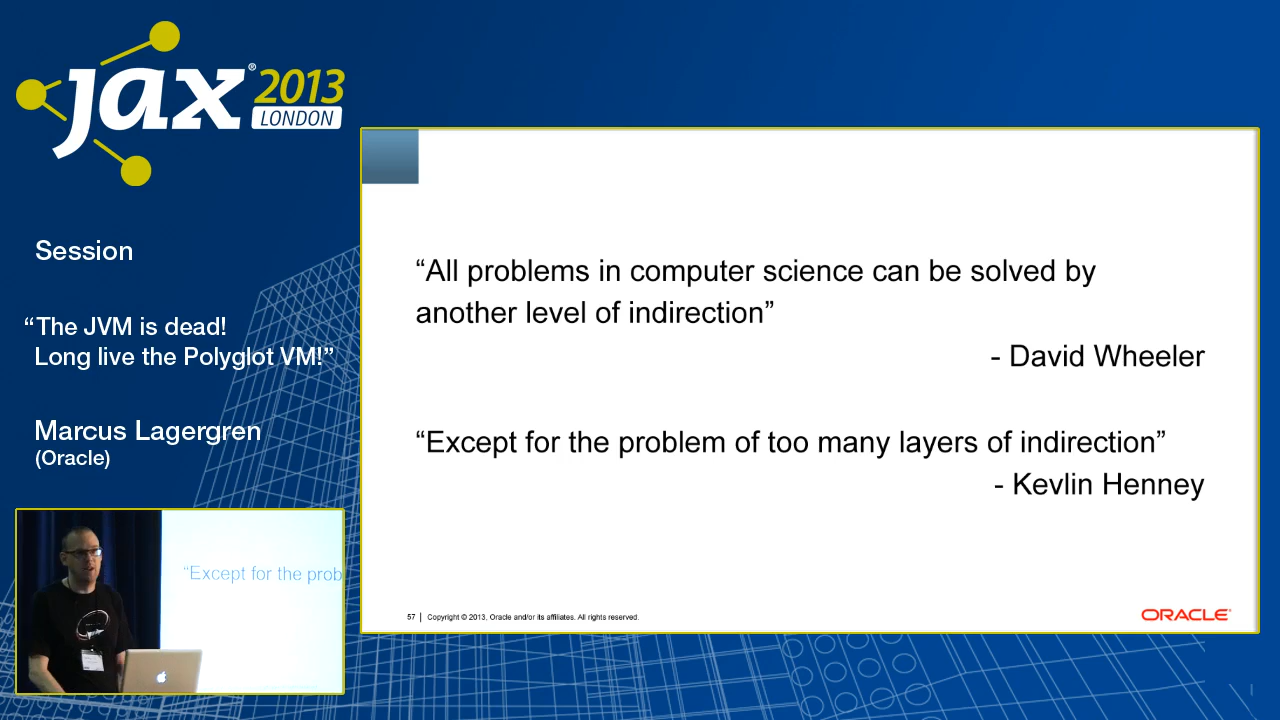 jax® 2013
LONDON
Session
“The JVM is dead!
Long live the Polyglot VM!”
Marcus Lagergren
(Oracle)
“All problems in computer science can be solved by
another level of indirection”
- David Wheeler
“Except for the problem of too many layers of indirection”
- Kevlin Henney
57 | Copyright © 2013, Oracle and/or its affiliates. All rights reserved.
ORACLE®
“Except for the prob